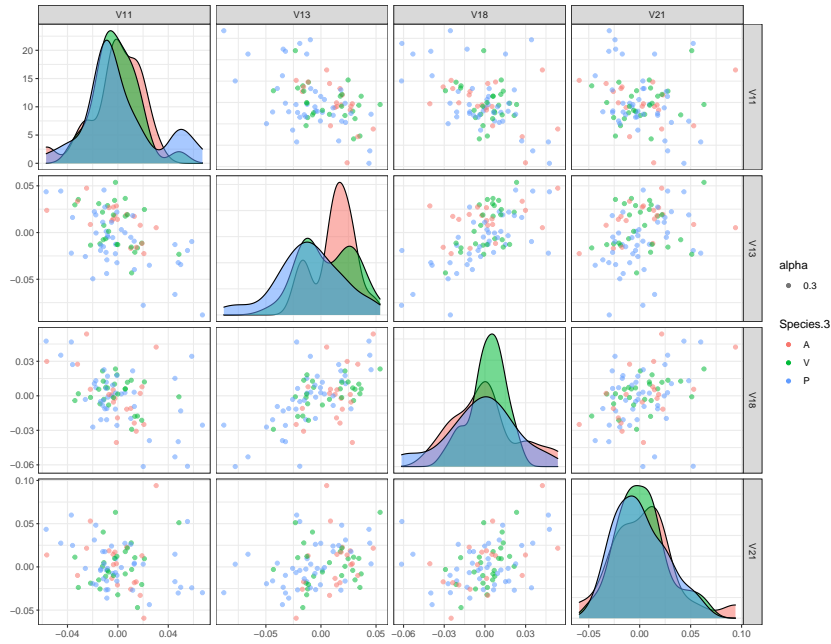 V11 V13 V18 V21
20
15
10
5
0
V11
0.05
0.00
−0.05
V13
alpha
0.3
Species.3
A
V
P
0.03
0.00
−0.03
−0.06
V18
0.10
0.05
0.00
−0.05
V21
−0.04 0.00 0.04 −0.05 0.00 0.05 −0.06 −0.03 0.00 0.03 −0.05 0.00 0.05 0.10